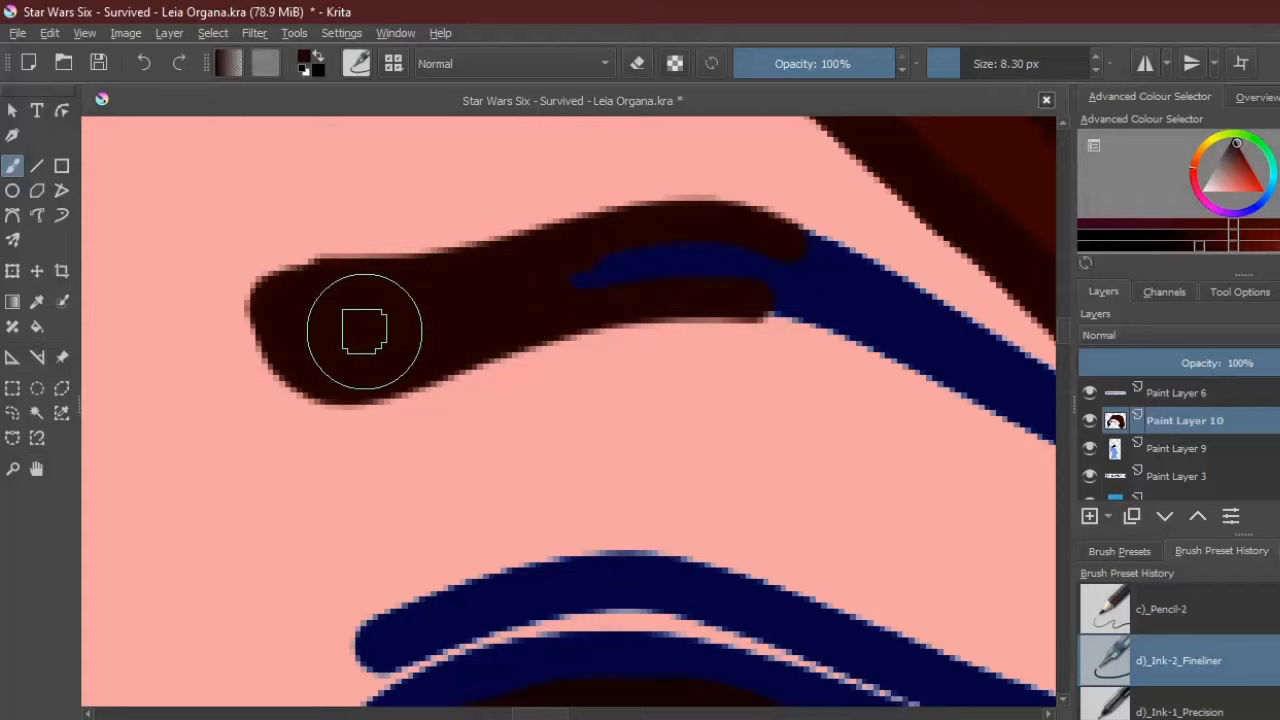 Star Wars Six - Survived - Leia Organa.kra (78.9 MiB) * - Krita
File Edit View Image Layer Select Filter Tools Settings Window Help
Normal Opacity: 100% Size: 8.30 px
Star Wars Six - Survived - Leia Organa.kra *
Advanced Colour Selector Overview
Advanced Colour Selector
Layers Channels Tool Options
Layers
Normal
Opacity: 100%
Paint Layer 6
Paint Layer 10
Paint Layer 9
Paint Layer 3
Brush Presets Brush Preset History
Brush Preset History
c)_Pencil-2
d)_Ink-2_Fineliner
d)_Ink-1_Precision